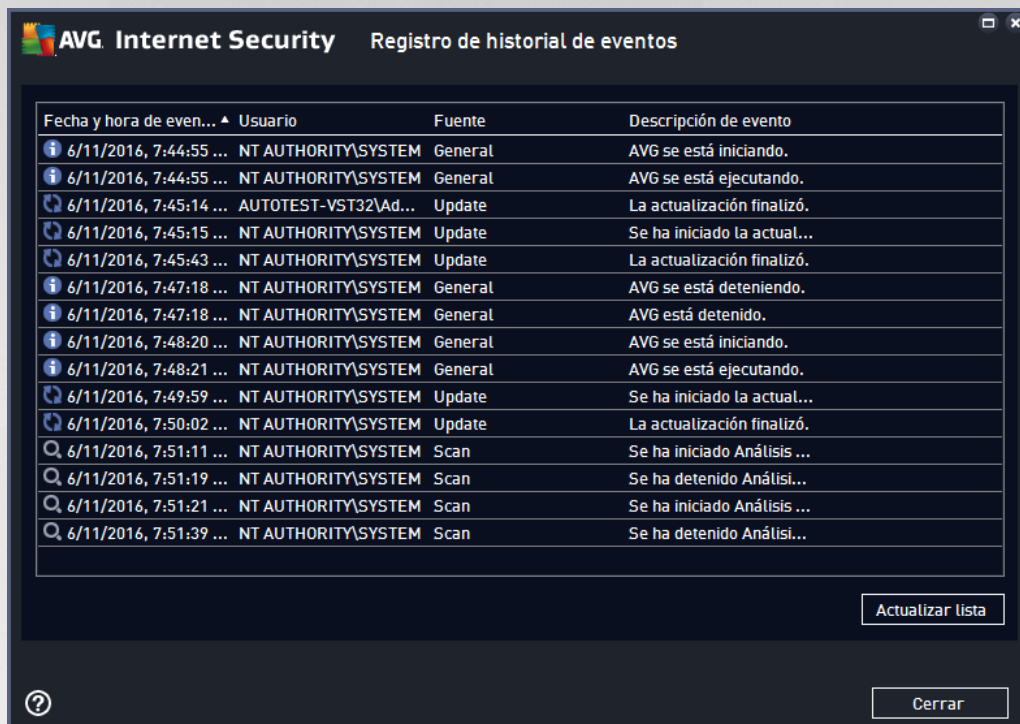 AVG Internet Security Registro de historial de eventos
Fecha y hora de even... Usuario Fuente Descripción de evento
6/11/2016, 7:44:55 ... NT AUTHORITY\SYSTEM General AVG se está iniciando.
6/11/2016, 7:44:55 ... NT AUTHORITY\SYSTEM General AVG se está ejecutando.
6/11/2016, 7:45:14 ... AUTOTEST-VST32\Ad... Update La actualización finalizó.
6/11/2016, 7:45:15 ... NT AUTHORITY\SYSTEM Update Se ha iniciado la actual...
6/11/2016, 7:45:43 ... NT AUTHORITY\SYSTEM Update La actualización finalizó.
6/11/2016, 7:47:18 ... NT AUTHORITY\SYSTEM General AVG se está deteniendo.
6/11/2016, 7:47:18 ... NT AUTHORITY\SYSTEM General AVG está detenido.
6/11/2016, 7:48:20 ... NT AUTHORITY\SYSTEM General AVG se está iniciando.
6/11/2016, 7:48:21 ... NT AUTHORITY\SYSTEM General AVG se está ejecutando.
6/11/2016, 7:49:59 ... NT AUTHORITY\SYSTEM Update Se ha iniciado la actual...
6/11/2016, 7:50:02 ... NT AUTHORITY\SYSTEM Update La actualización finalizó.
6/11/2016, 7:51:11 ... NT AUTHORITY\SYSTEM Scan Se ha iniciado Análisis ...
6/11/2016, 7:51:19 ... NT AUTHORITY\SYSTEM Scan Se ha detenido Análisi...
6/11/2016, 7:51:21 ... NT AUTHORITY\SYSTEM Scan Se ha iniciado Análisis ...
6/11/2016, 7:51:39 ... NT AUTHORITY\SYSTEM Scan Se ha detenido Análisi...
Actualizar lista
? Cerrar